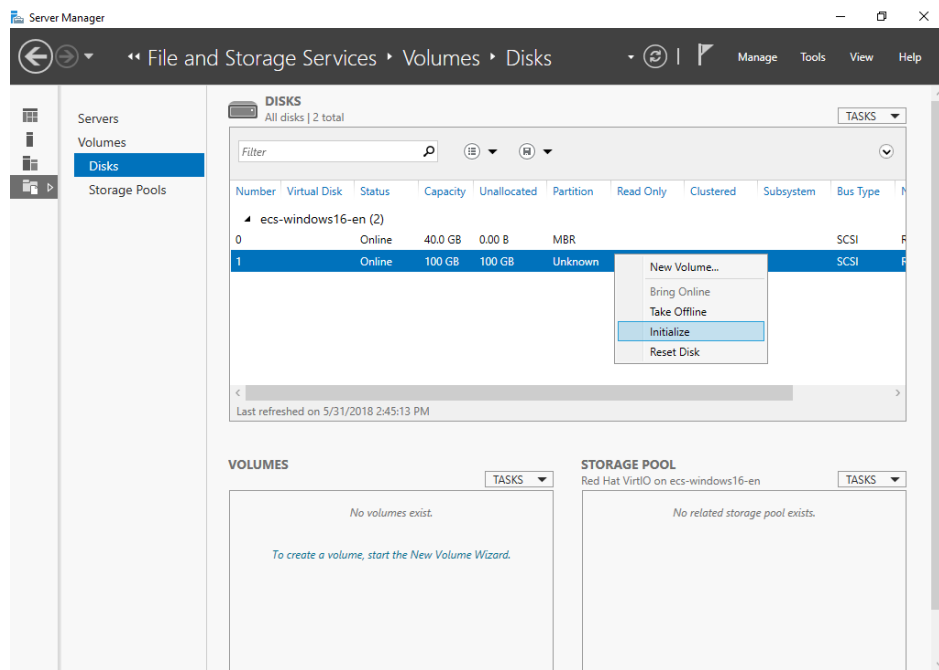 Server Manager
File and Storage Services Volumes Disks
Manage Tools View Help
Servers
Volumes
Disks
Storage Pools
DISKS
All disks | 2 total
TASKS
Filter
Number Virtual Disk Status Capacity Unallocated Partition Read Only Clustered Subsystem Bus Type
ecs-windows16-en (2)
0 Online 40.0 GB 0.00 B MBR SCSI
1 Online 100 GB 100 GB Unknown SCSI
New Volume...
Bring Online
Take Offline
Initialize
Reset Disk
Last refreshed on 5/31/2018 2:45:13 PM
VOLUMES
TASKS
No volumes exist.
To create a volume, start the New Volume Wizard.
STORAGE POOL
Red Hat VirtIO on ecs-windows16-en
TASKS
No related storage pool exists.